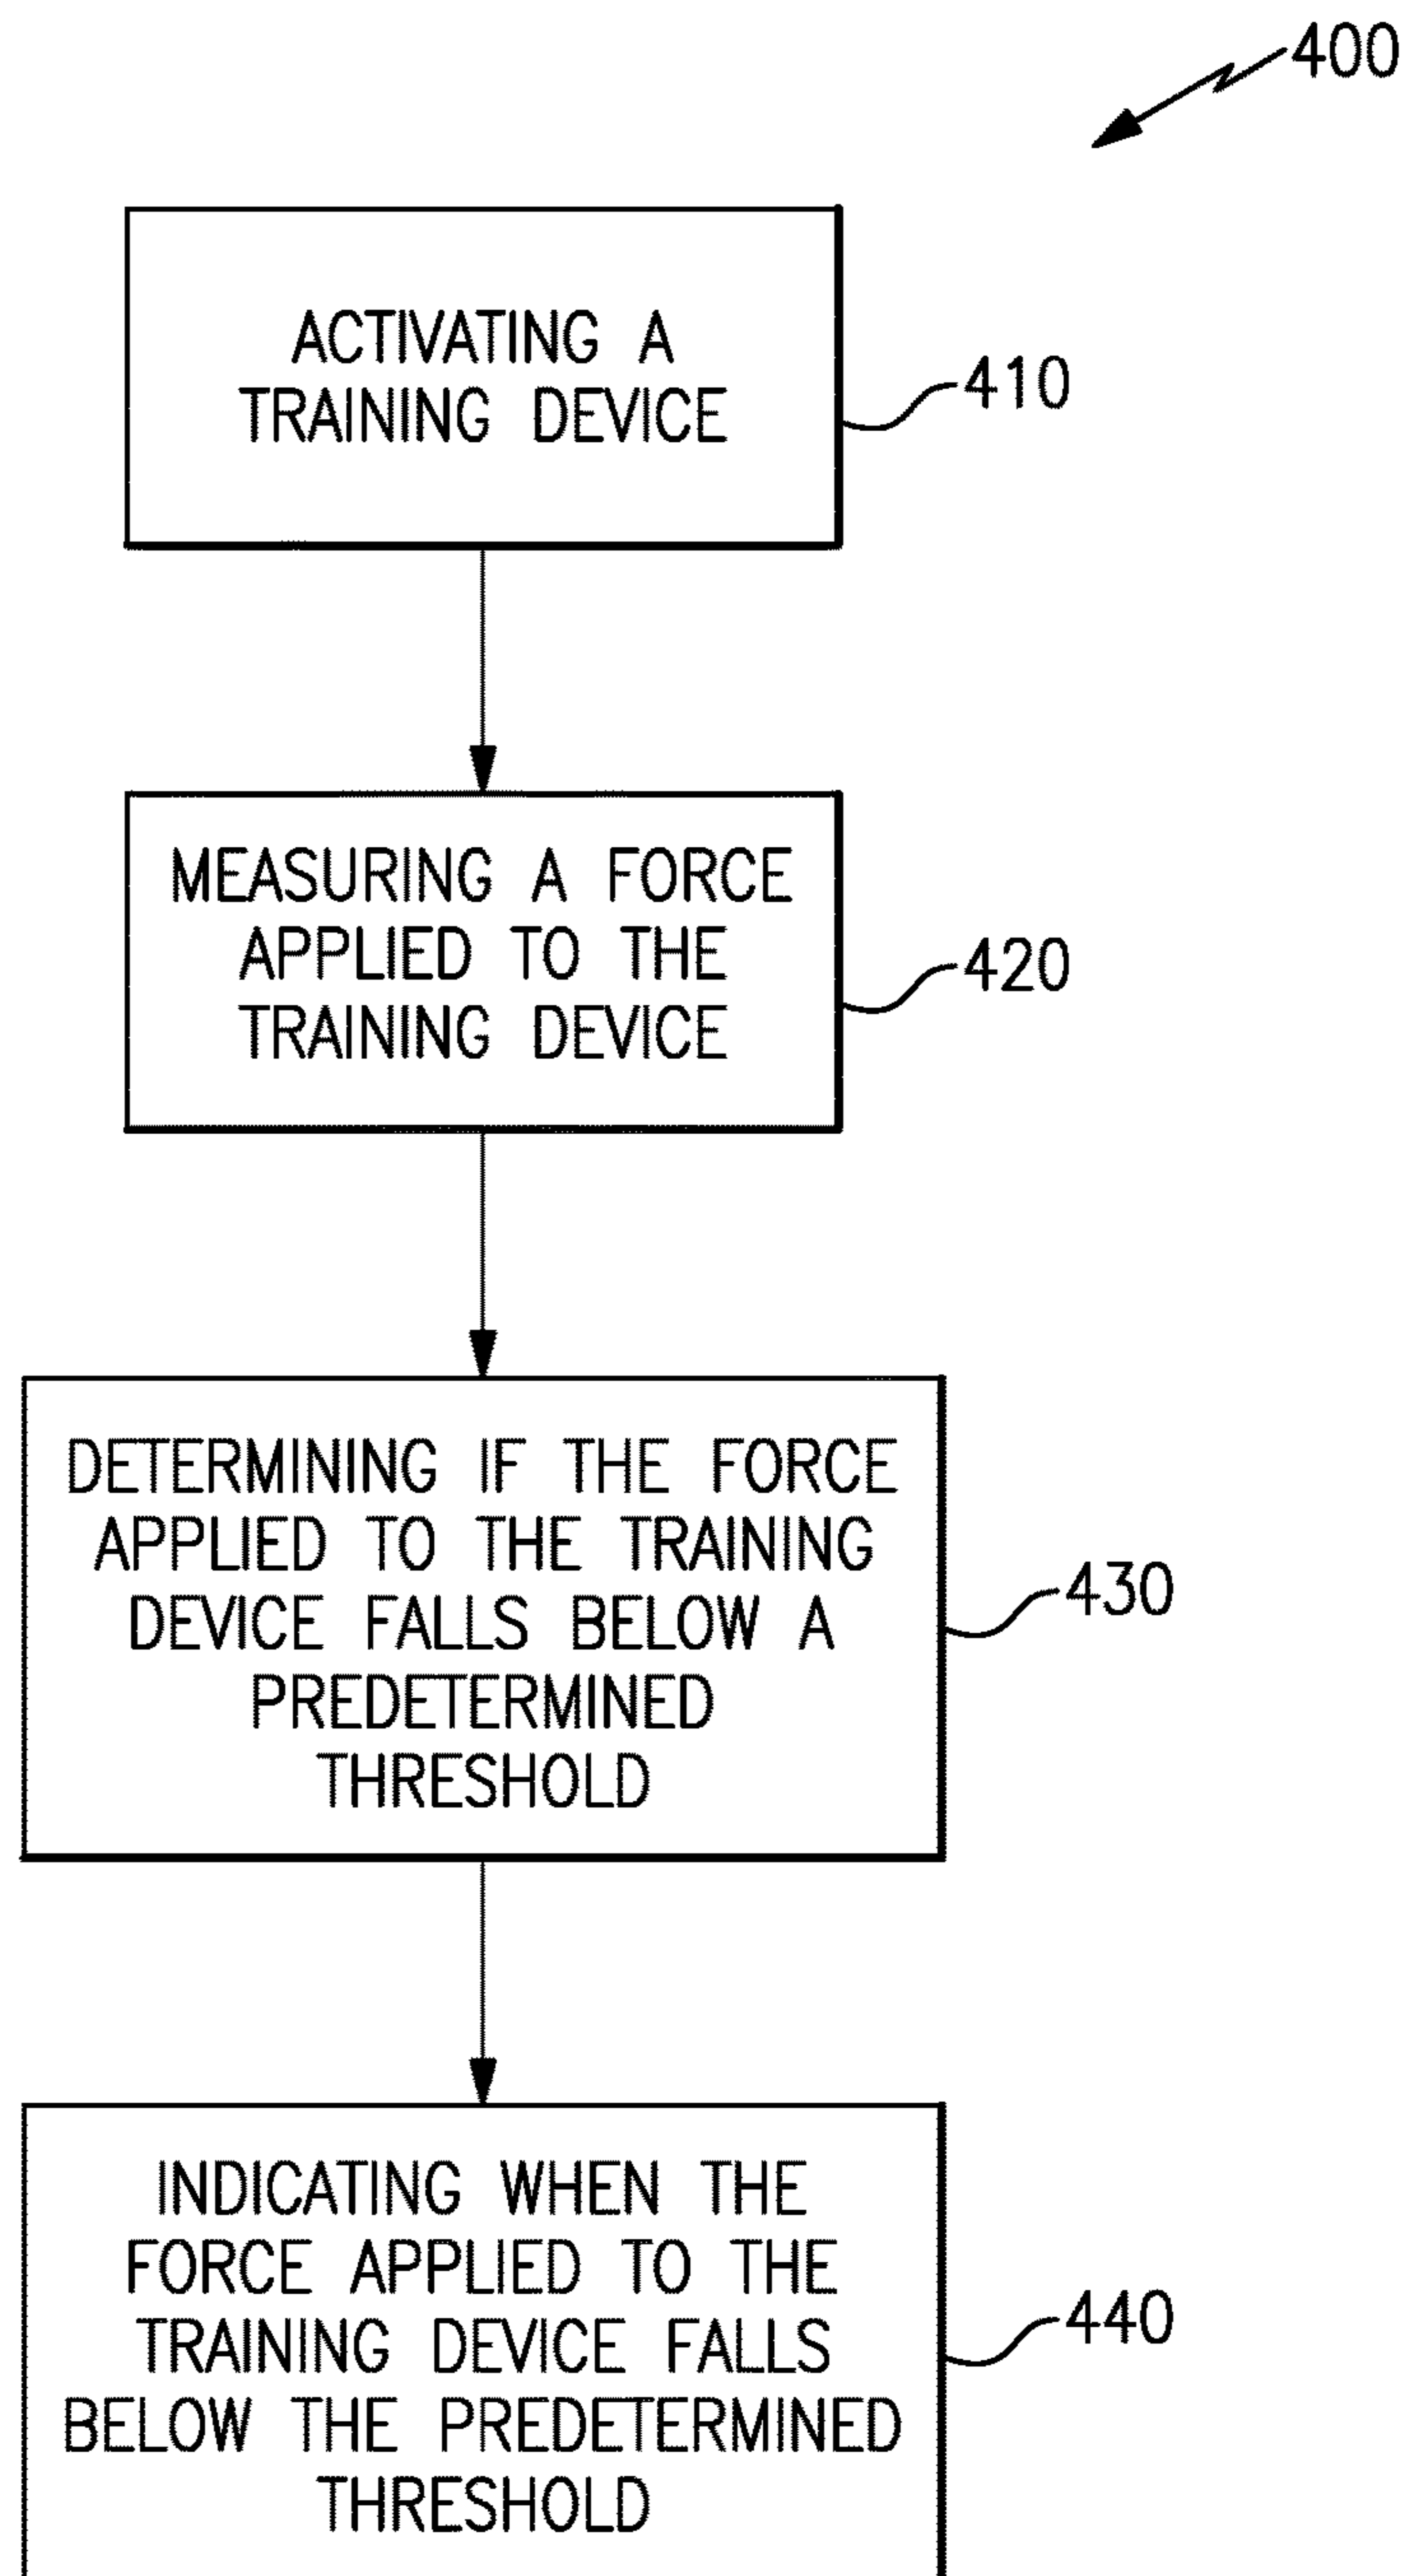 400
ACTIVATING A
TRAINING DEVICE
410
MEASURING A FORCE
APPLIED TO THE
TRAINING DEVICE
420
DETERMINING IF THE FORCE
APPLIED TO THE TRAINING
DEVICE FALLS BELOW A
PREDETERMINED
THRESHOLD
430
INDICATING WHEN THE
FORCE APPLIED TO THE
TRAINING DEVICE FALLS
BELOW THE PREDETERMINED
THRESHOLD
440